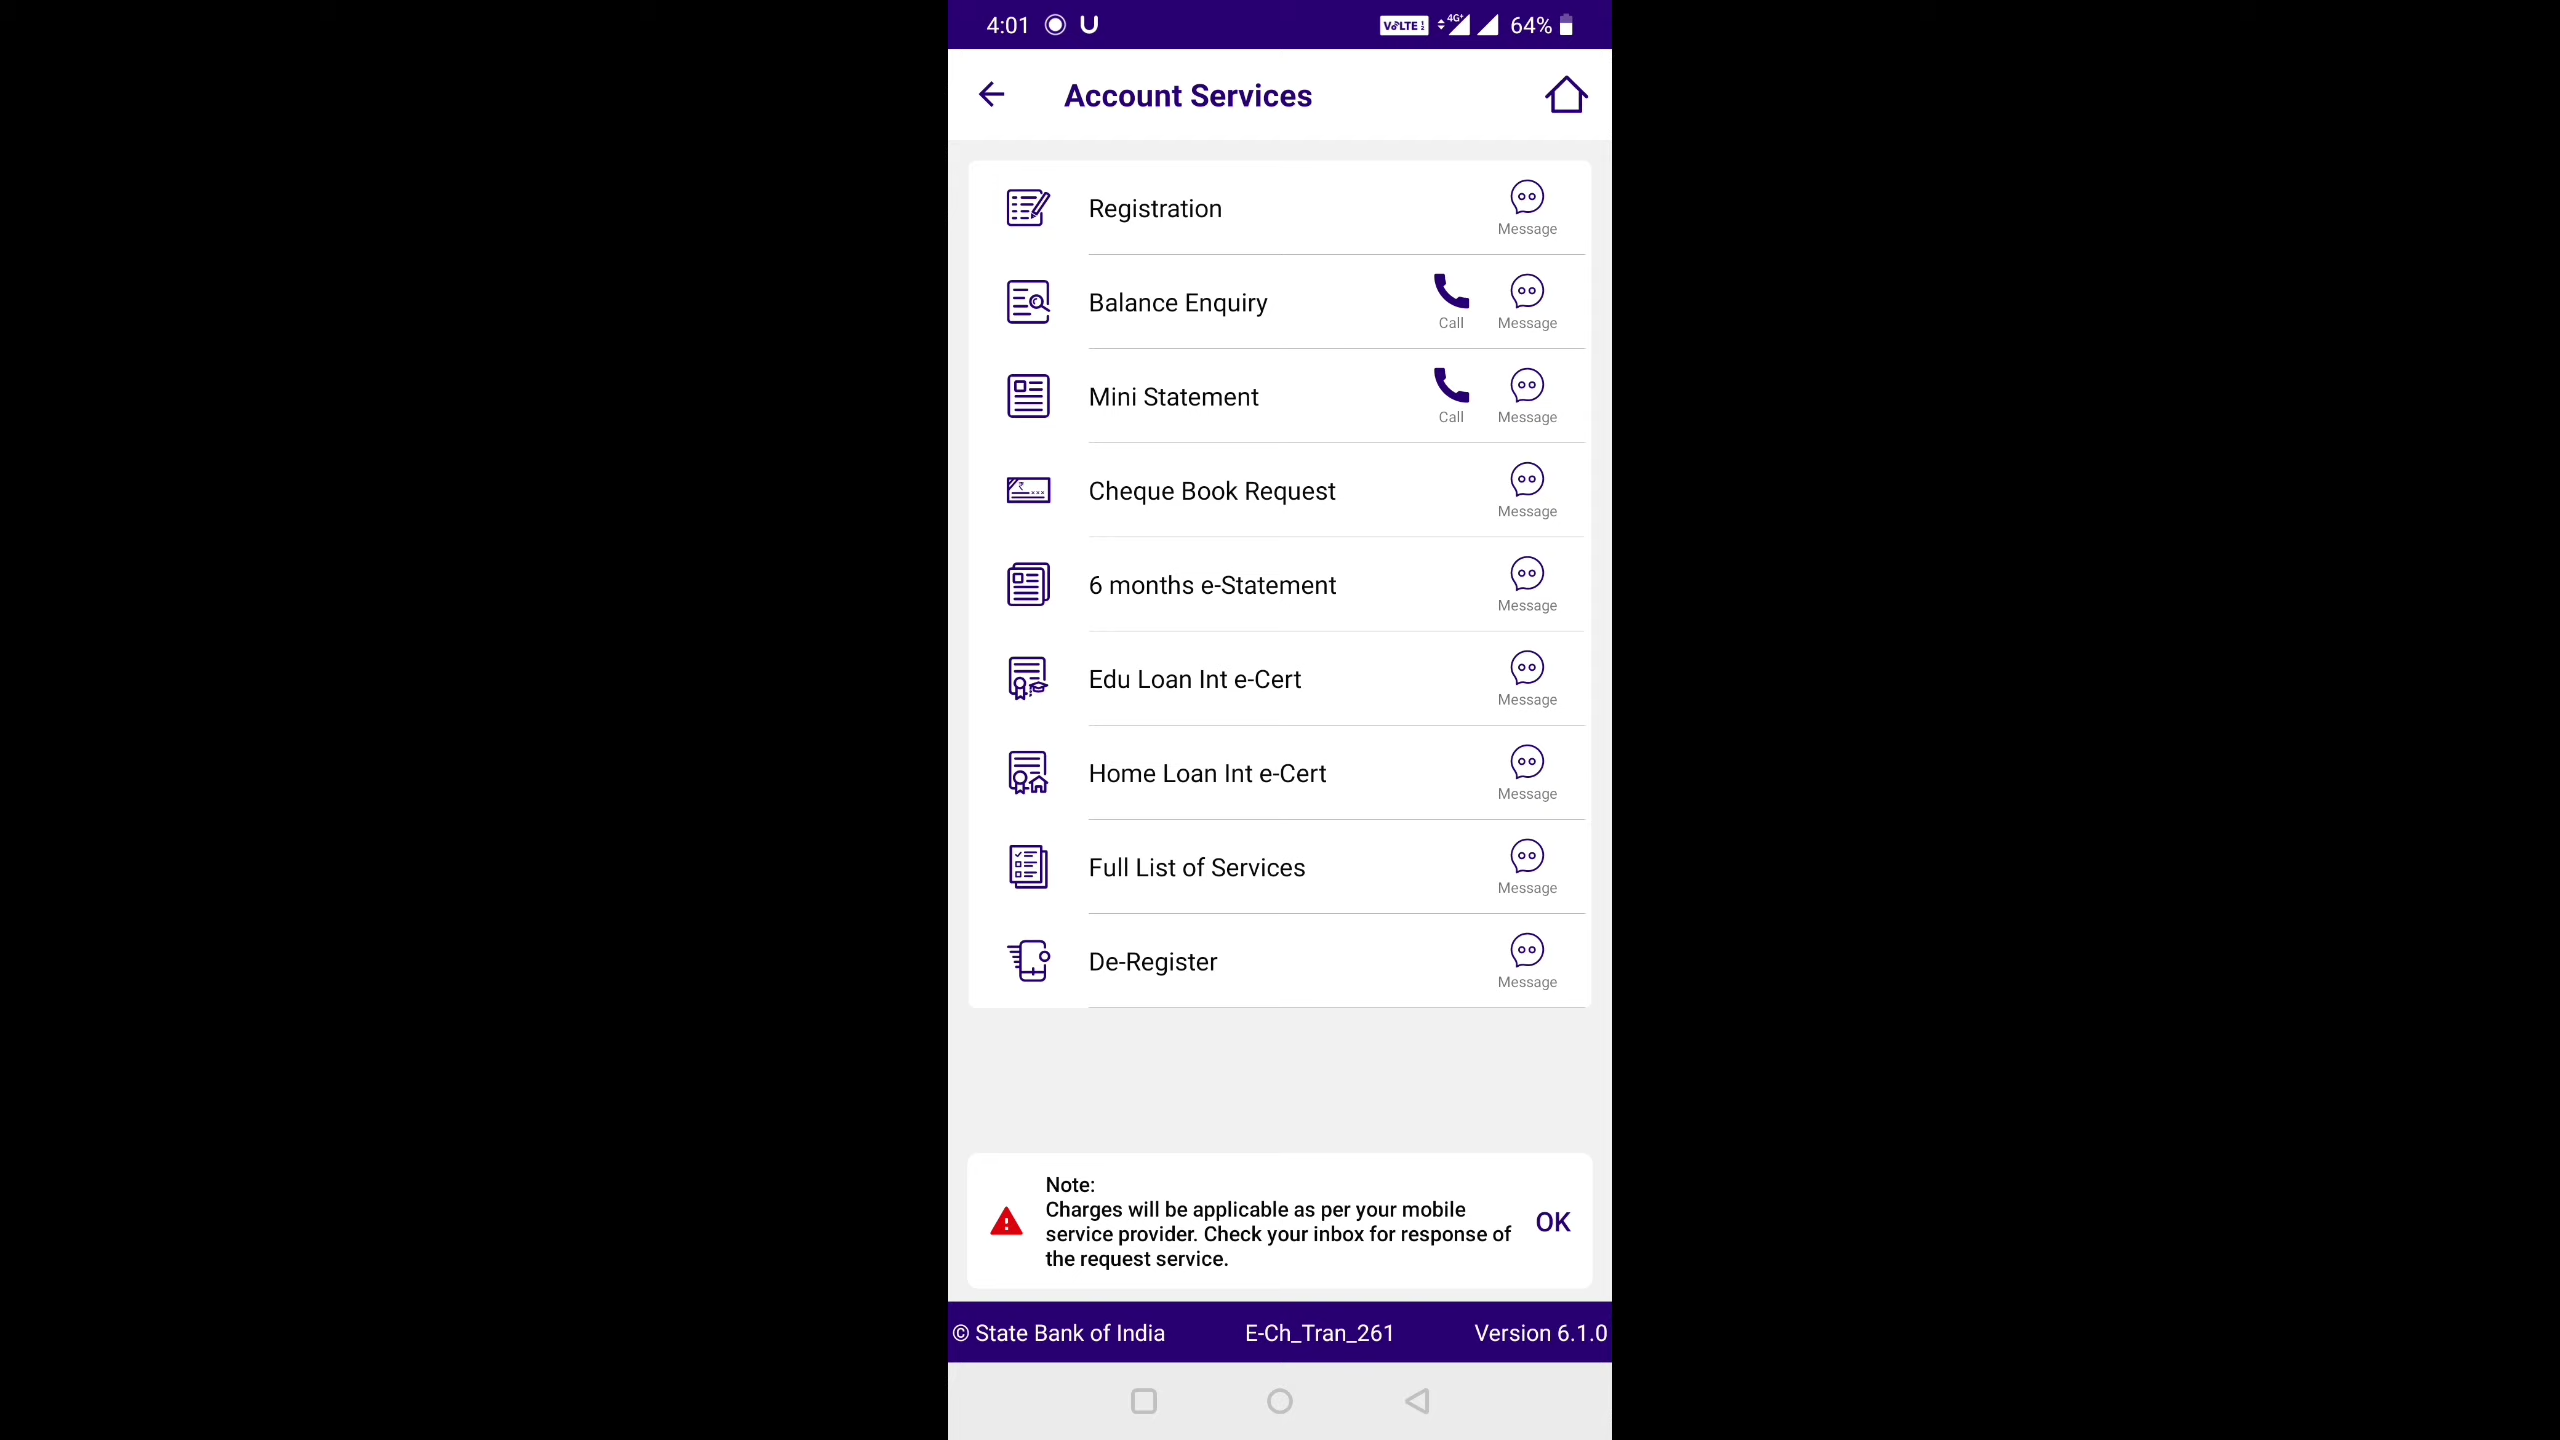 4:01
VoLTE 4G+ 64%
Account Services
Registration
Message
Balance Enquiry
Call Message
Mini Statement
Call Message
Cheque Book Request
Message
6 months e-Statement
Message
Edu Loan Int e-Cert
Message
Home Loan Int e-Cert
Message
Full List of Services
Message
De-Register
Message
Note:
Charges will be applicable as per your mobile
service provider. Check your inbox for response of
the request service.
OK
© State Bank of India E-Ch_Tran_261 Version 6.1.0